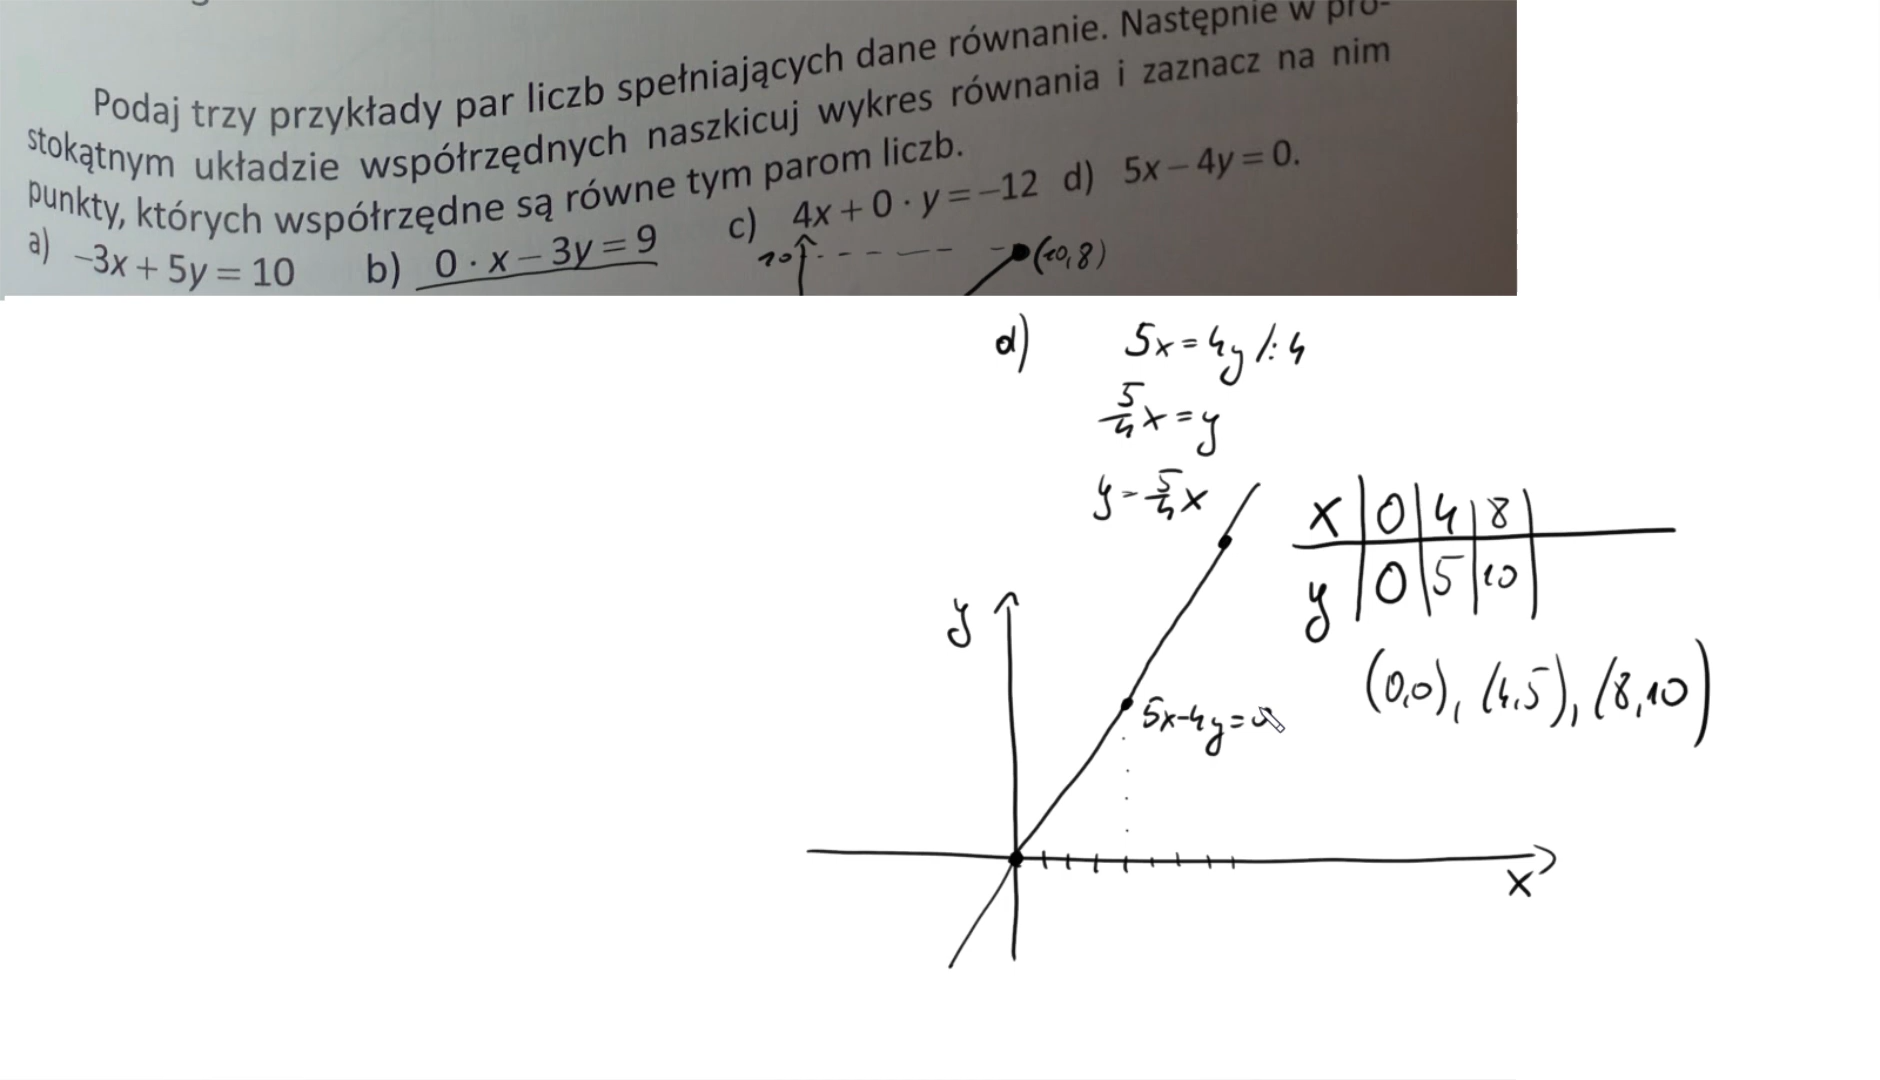 Podaj trzy przykłady par liczb spełniających dane równanie. Następnie w pro-
stokątnym układzie współrzędnych naszkicuj wykres równania i zaznacz na nim
punkty, których współrzędne są równe tym parom liczb.
a) –3x + 5y = 10 b) 0 · x – 3y = 9 c) 4x + 0 · y = –12 d) 5x – 4y = 0.
10 (10,8)
d) 5x = 4y /: 4
5/4 x = y
y = 5/4 x
x | 0 | 4 | 8 |
y | 0 | 5 | 10 |
y
(0,0), (4,5), (8,10)
5x-4y=
x